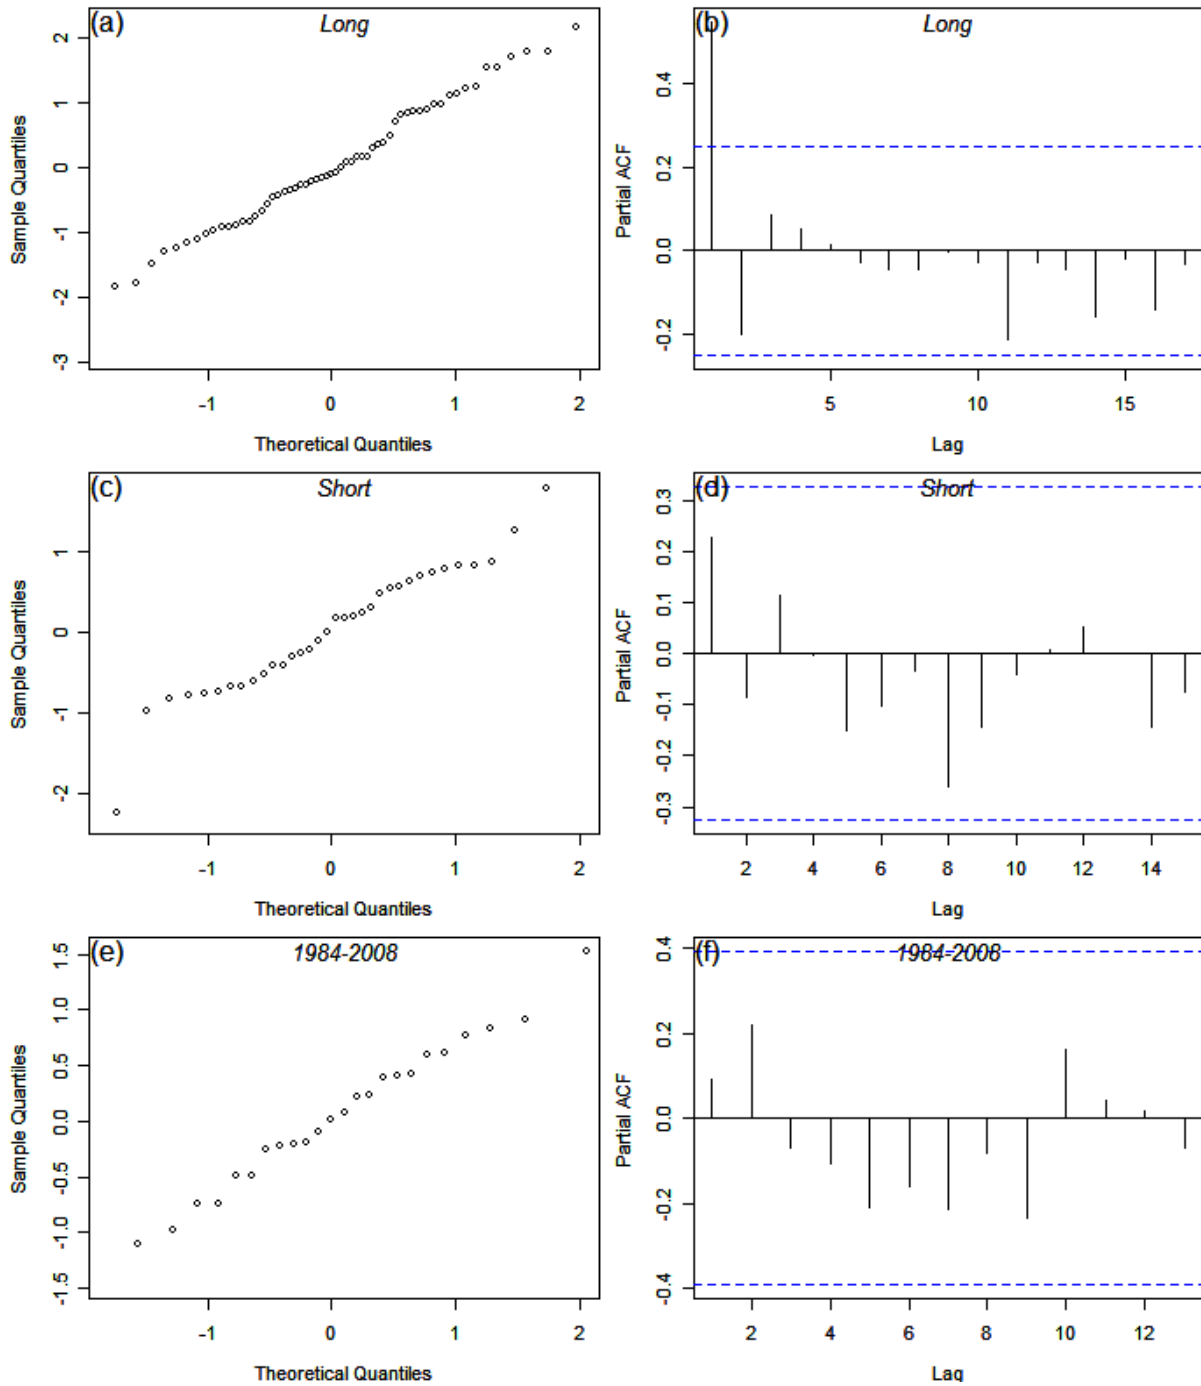 (a) Long
Sample Quantiles
2
1
0
-1
-2
-3
-1 0 1 2
Theoretical Quantiles
(b) Long
Partial ACF
0.4
0.2
0.0
-0.2
5 10 15
Lag
(c) Short
Sample Quantiles
1
0
-1
-2
-1 0 1 2
Theoretical Quantiles
(d) Short
Partial ACF
0.3
0.2
0.1
0.0
-0.1
-0.2
-0.3
2 4 6 8 10 12 14
Lag
(e) 1984-2008
Sample Quantiles
1.5
1.0
0.5
0.0
-0.5
-1.0
-1.5
-1 0 1 2
Theoretical Quantiles
(f) 1984-2008
Partial ACF
0.4
0.2
0.0
-0.2
-0.4
2 4 6 8 10 12
Lag